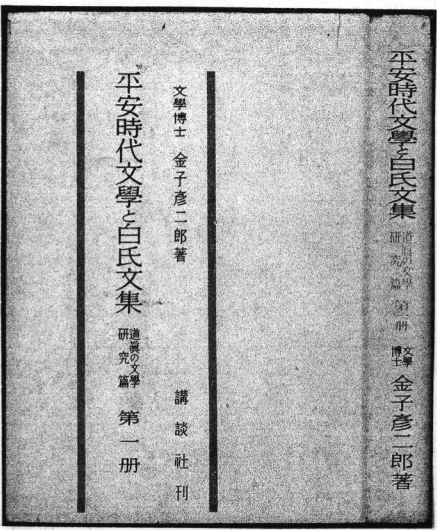 平安時代文學と白氏文集
道眞の文學
研究篇
第一册
文學
博士
金子彥二郎著
文學博士 金子彥二郎著
講談社刊
平安時代文學と白氏文集
道眞の文學
研究篇
第一册